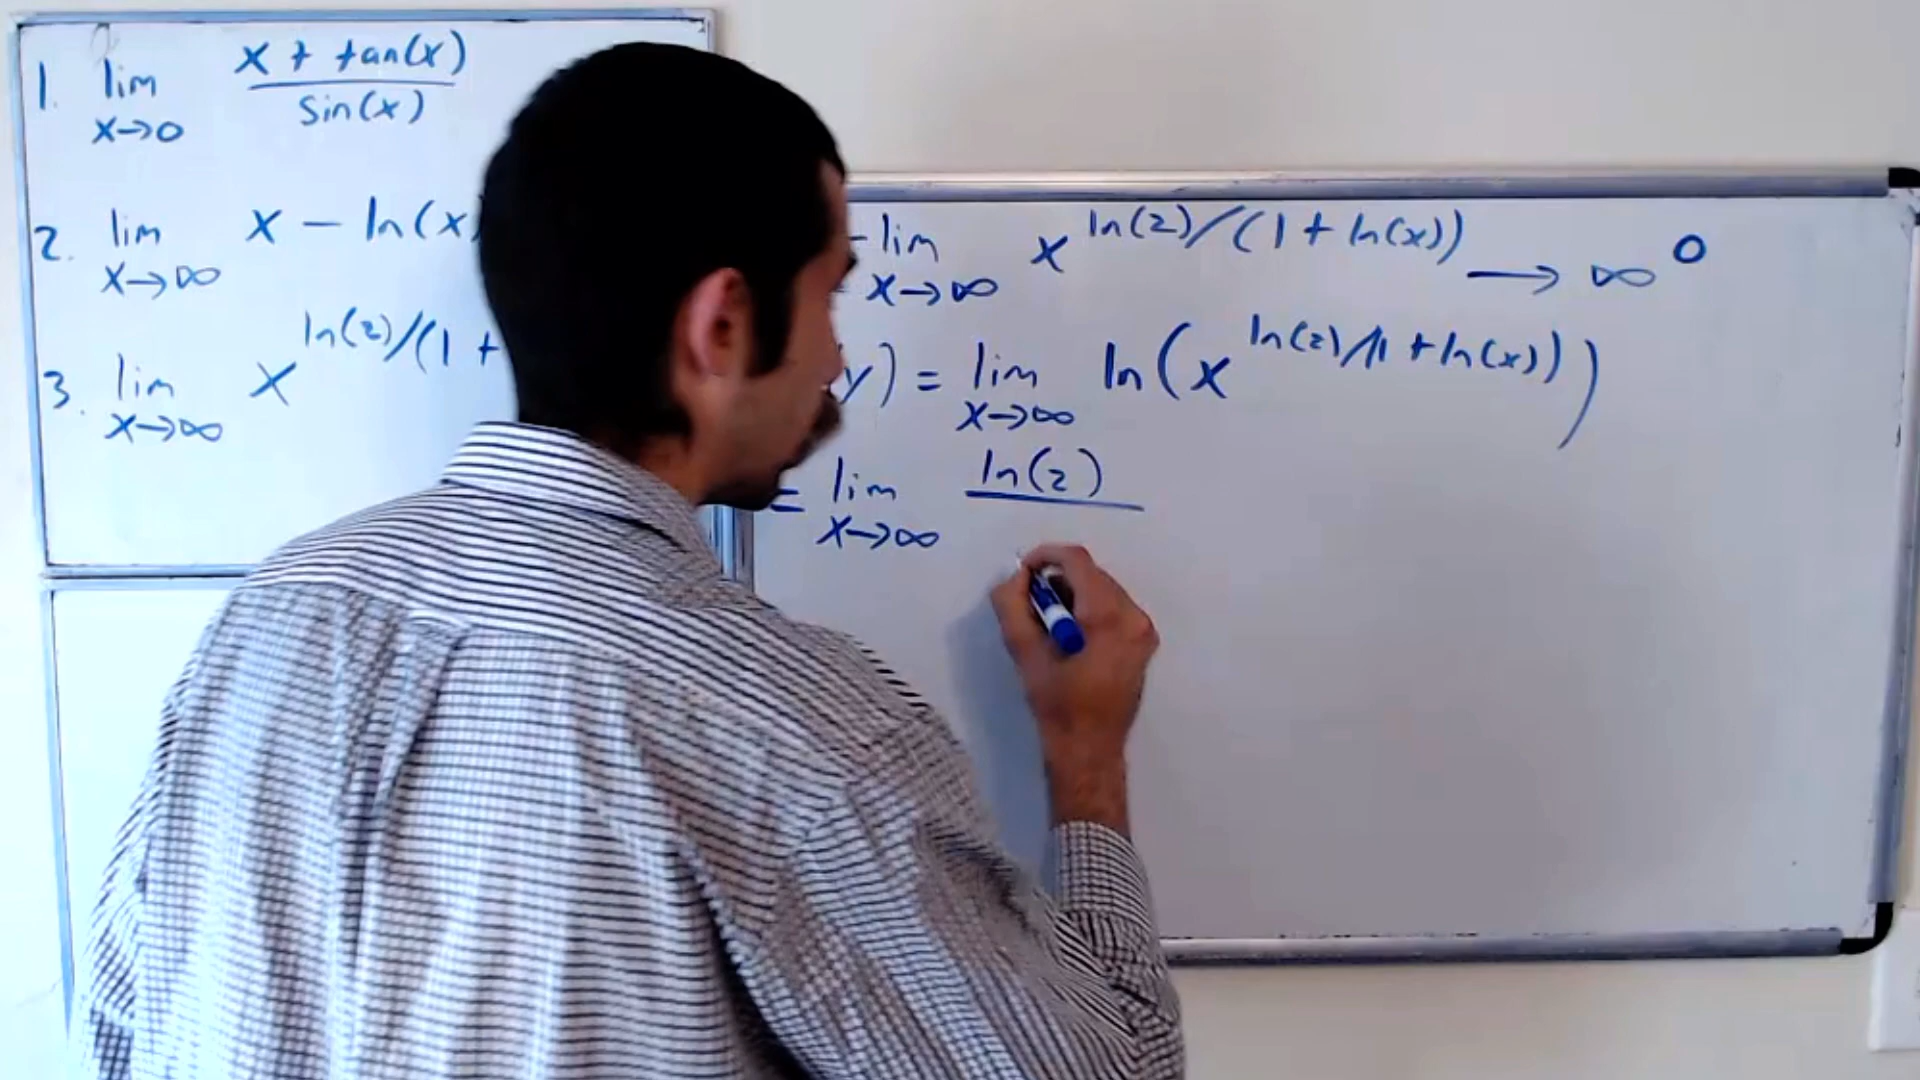 1. lim x + tan(x)
x→0 sin(x)
2. lim x - ln(x)
x→∞
3. lim x^ln(2)/(1 +
x→∞
lim x^ln(2)/(1 + ln(x)) → ∞^0
x→∞
y) = lim ln(x^ln(2)/(1 + ln(x)))
x→∞
= lim ln(2)
x→∞